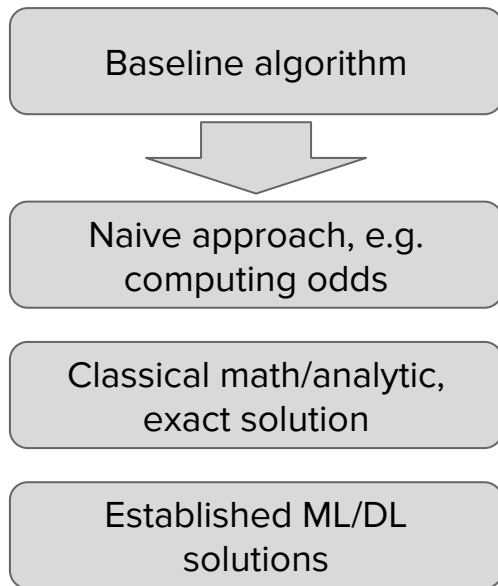 Baseline algorithm
Naive approach, e.g.
computing odds
Classical math/analytic,
exact solution
Established ML/DL
solutions